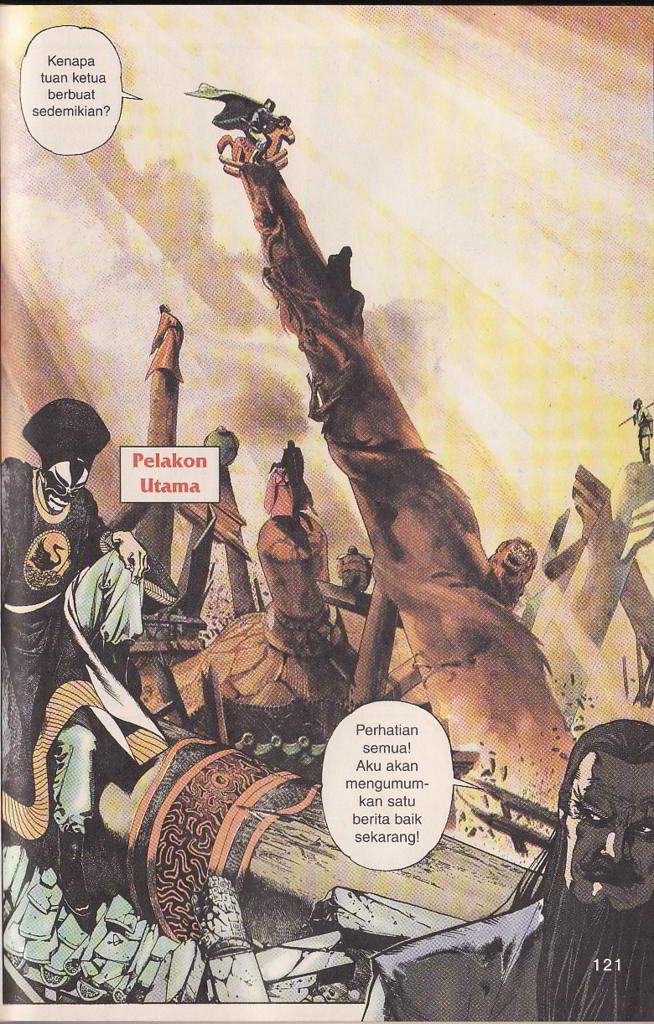 Kenapa
tuan ketua
berbuat
sedemikian?
Pelakon
Utama
Perhatian
semua!
Aku akan
mengumum-
kan satu
berita baik
sekarang!
121